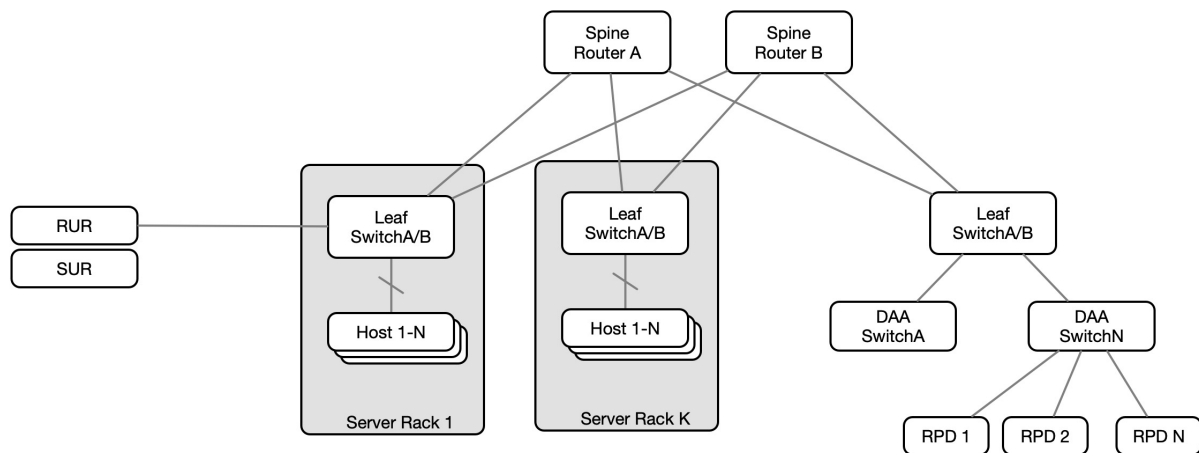 Spine
Router A
Spine
Router B
RUR
SUR
Leaf
SwitchA/B
Host 1-N
Server Rack 1
Leaf
SwitchA/B
Host 1-N
Server Rack K
Leaf
SwitchA/B
DAA
SwitchA
DAA
SwitchN
RPD 1
RPD 2
RPD N